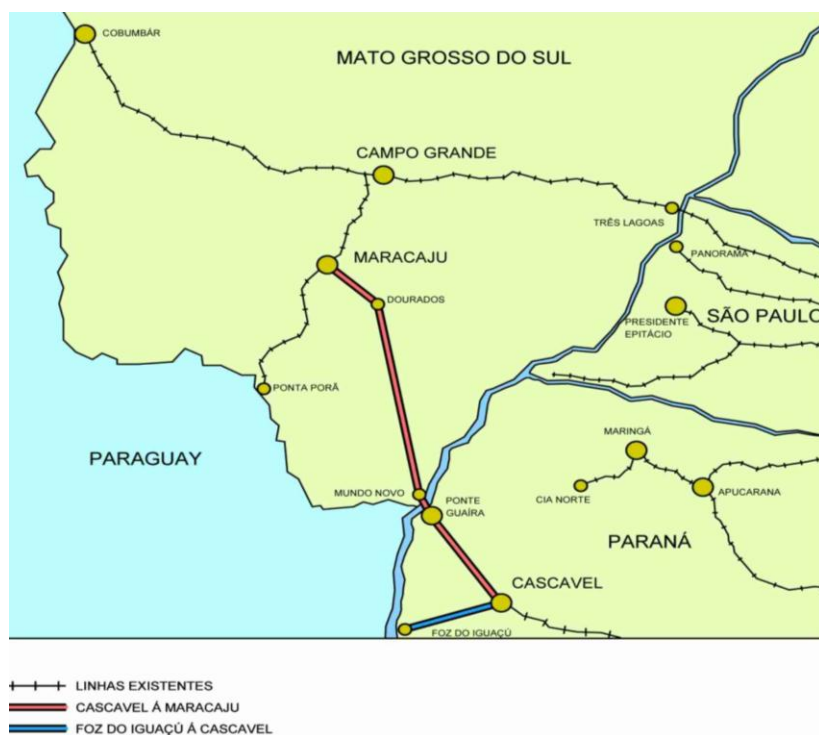 COBUMBÁR
MATO GROSSO DO SUL
CAMPO GRANDE
TRÊS LAGOAS
MARACAJU
PANORAMA
DOURADOS
SÃO PAULO
PRESIDENTE
EPITÁCIO
PONTA PORÃ
PARAGUAY
MARINGÁ
MUNDO NOVO
PONTE
GUAÍRA
CIA NORTE
APUCARANA
PARANÁ
CASCAVEL
FOZ DO IGUAÇÚ
LINHAS EXISTENTES
CASCAVEL Á MARACAJU
FOZ DO IGUAÇÚ Á CASCAVEL